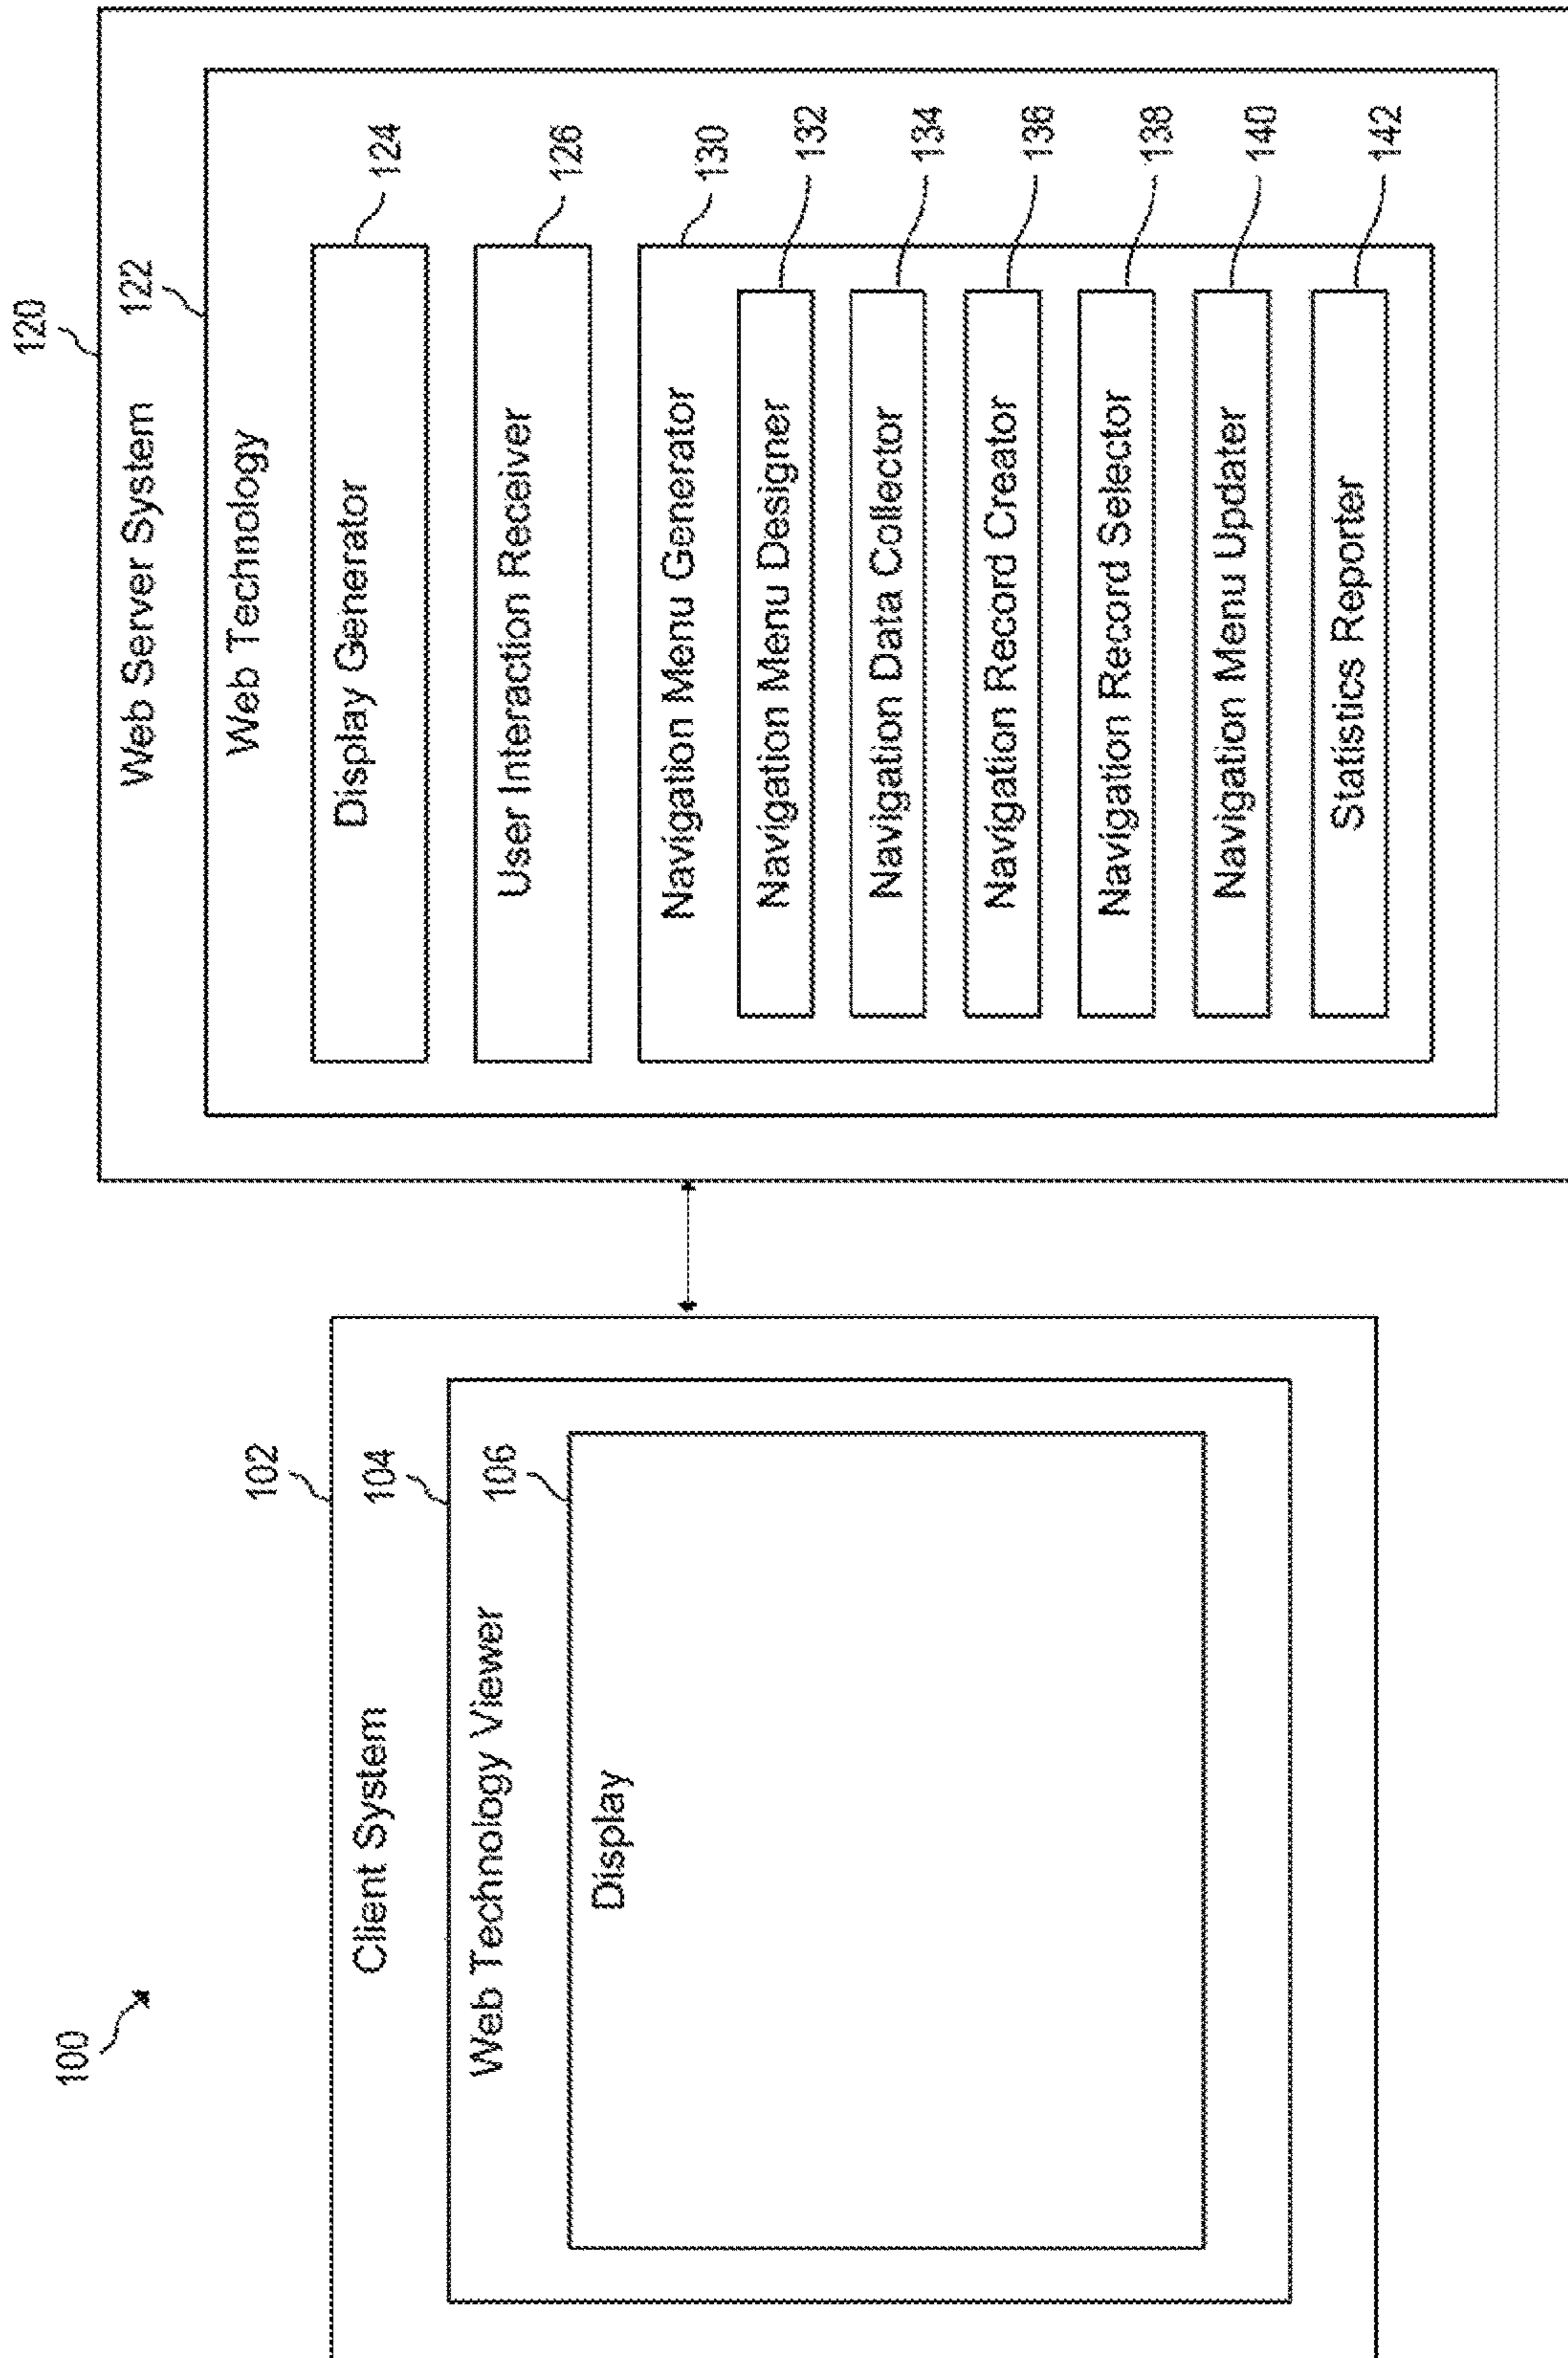 100
102
Client System
104
Web Technology Viewer
106
Display
120
Web Server System
122
Web Technology
124
Display Generator
126
User Interaction Receiver
130
Navigation Menu Generator
132
Navigation Menu Designer
134
Navigation Data Collector
136
Navigation Record Creator
138
Navigation Record Selector
140
Navigation Menu Updater
142
Statistics Reporter